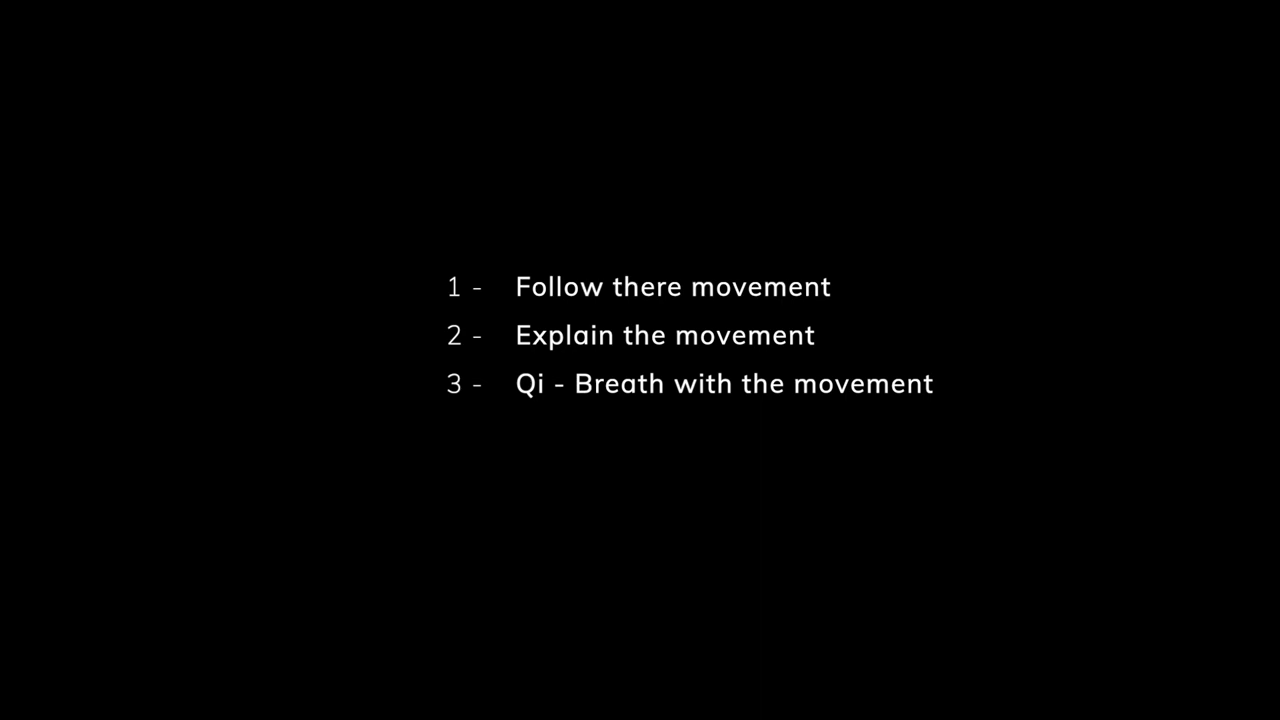 1 - Follow there movement
2 - Explain the movement
3 - Qi - Breath with the movement